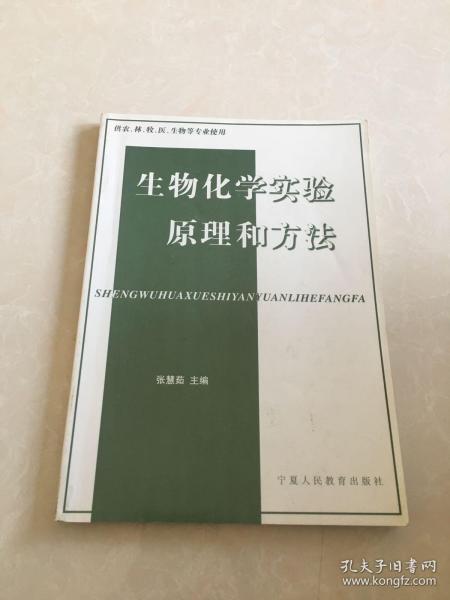 供农、林、牧、医、生物等专业使用
生物化学实验
原理和方法
SHENGWUHUAXUESHIYANYUANLIHEFANGFA
张慧茹 主编
宁夏人民教育出版社
孔夫子旧书网
www.kongfz.com